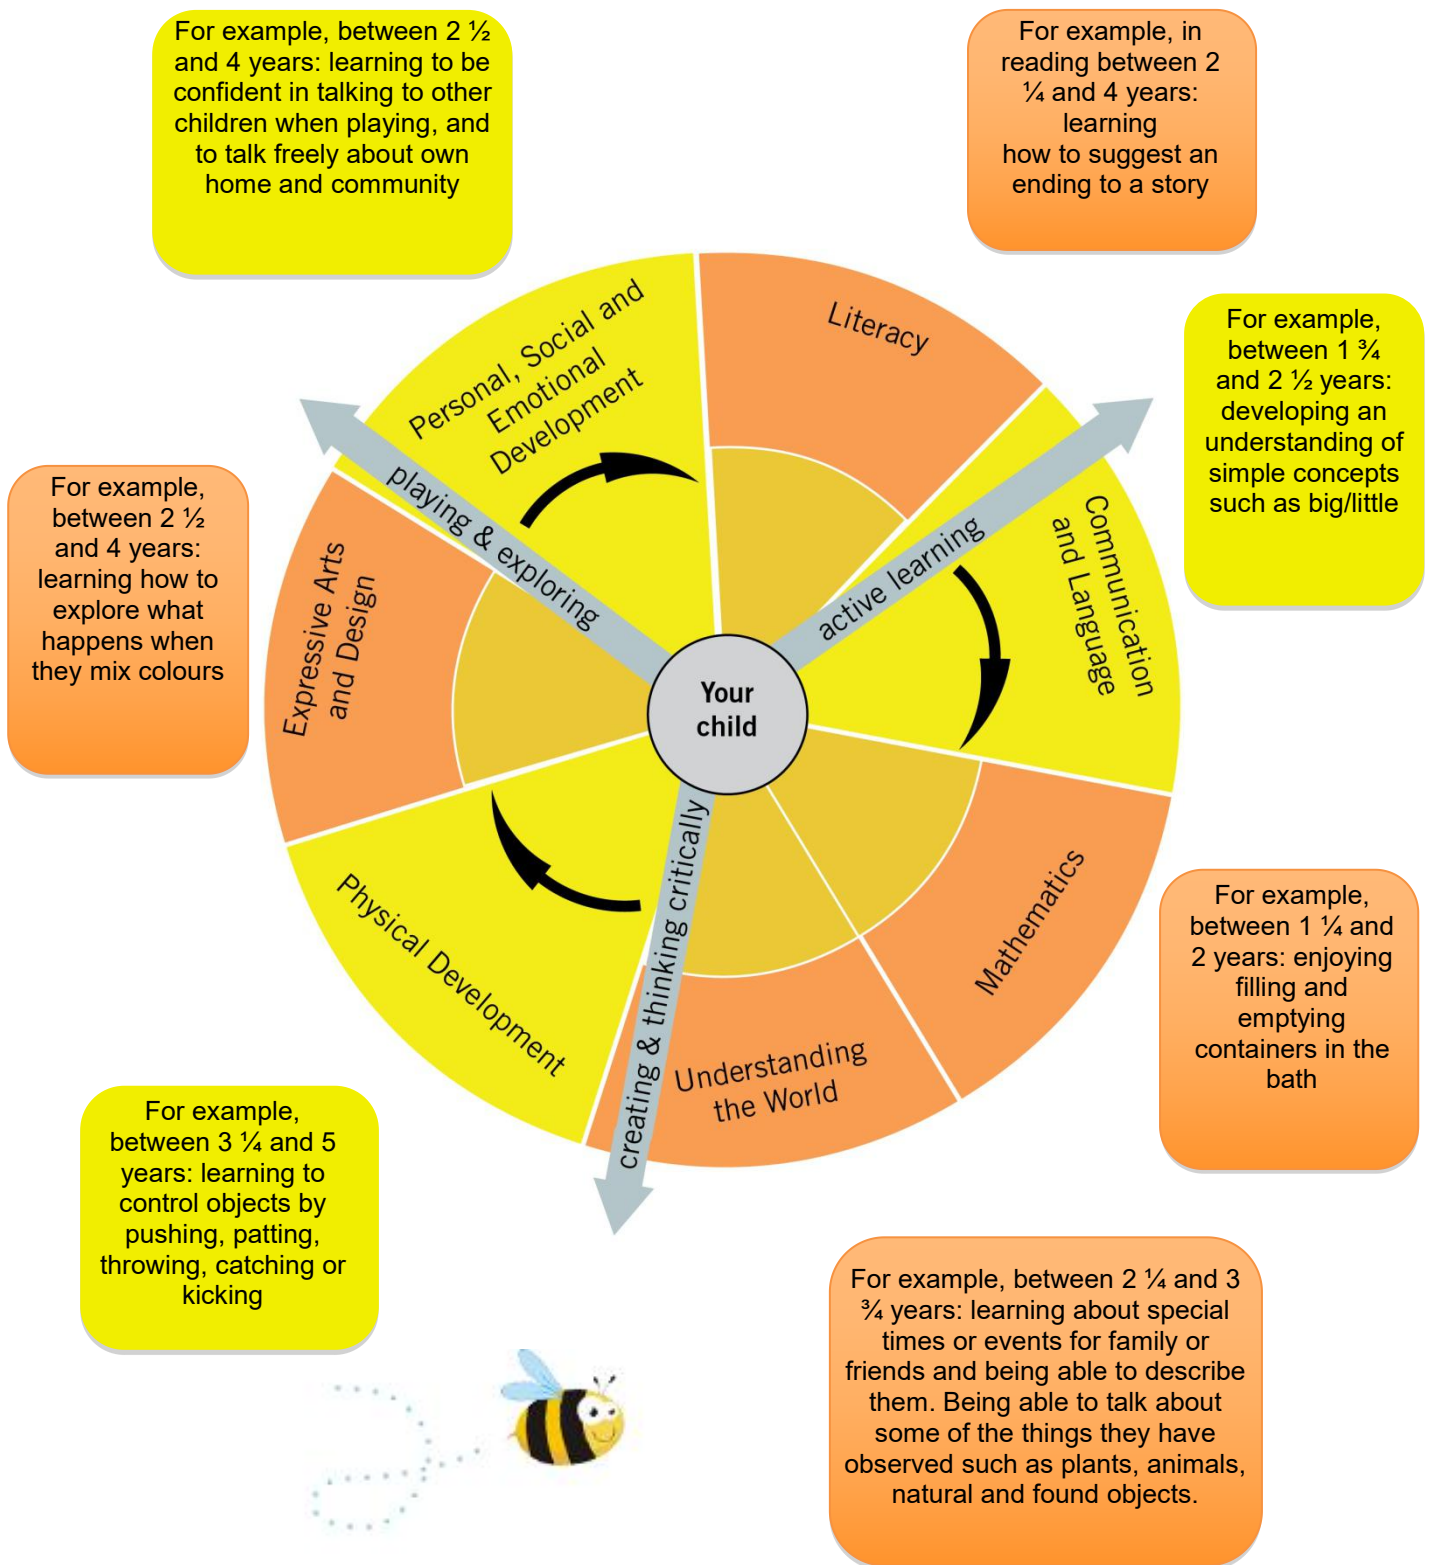 For example, between 2 ½
and 4 years: learning to be
confident in talking to other
children when playing, and
to talk freely about own
home and community
For example, in
reading between 2
¼ and 4 years:
learning
how to suggest an
ending to a story
For example,
between 1 ¾
and 2 ½ years:
developing an
understanding of
simple concepts
such as big/little
For example,
between 2 ½
and 4 years:
learning how to
explore what
happens when
they mix colours
Personal, Social and
Emotional
Development
Literacy
Communication
and Language
Expressive Arts
and Design
playing & exploring
active learning
Your
child
creating & thinking critically
Physical Development
Understanding
the World
Mathematics
For example,
between 1 ¼ and
2 years: enjoying
filling and
emptying
containers in the
bath
For example,
between 3 ¼ and 5
years: learning to
control objects by
pushing, patting,
throwing, catching or
kicking
For example, between 2 ¼ and 3
¾ years: learning about special
times or events for family or
friends and being able to describe
them. Being able to talk about
some of the things they have
observed such as plants, animals,
natural and found objects.